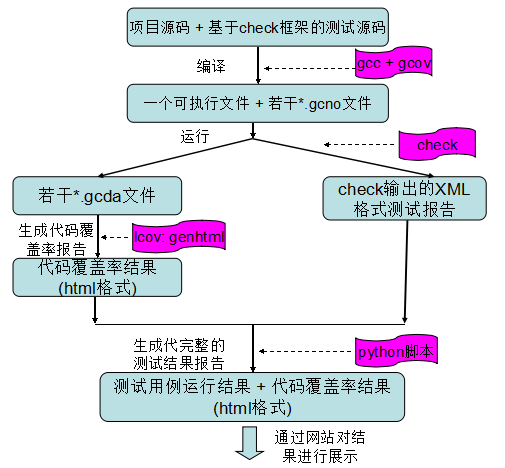 项目源码 + 基于check框架的测试源码
编译
gcc + gcov
一个可执行文件 + 若干*.gcno文件
运行
check
若干*.gcda文件
check输出的XML
格式测试报告
生成代码覆
盖率报告
lcov: genhtml
代码覆盖率结果
(html格式)
生成代完整的
测试结果报告
python脚本
测试用例运行结果 + 代码覆盖率结果
(html格式)
通过网站对结
果进行展示